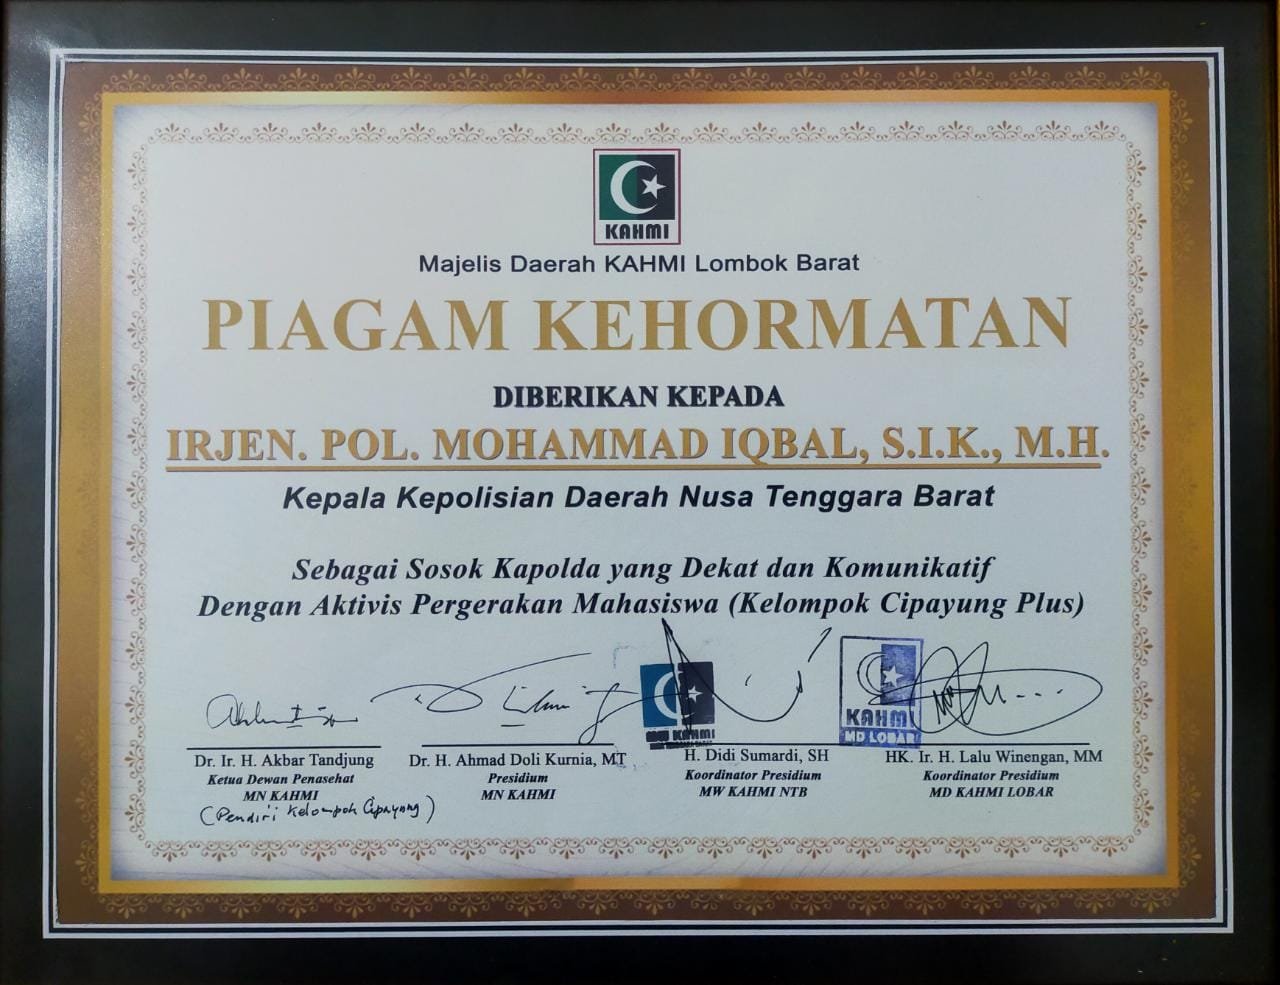 KAHMI
Majelis Daerah KAHMI Lombok Barat
PIAGAM KEHORMATAN
DIBERIKAN KEPADA
IRJEN. POL. MOHAMMAD IQBAL, S.I.K., M.H.
Kepala Kepolisian Daerah Nusa Tenggara Barat
Sebagai Sosok Kapolda yang Dekat dan Komunikatif
Dengan Aktivis Pergerakan Mahasiswa (Kelompok Cipayung Plus)
MW KAHMI
KAHMI
MD LOBAR
Dr. Ir. H. Akbar Tandjung
Ketua Dewan Penasehat
MN KAHMI
(Pendiri Kelompok Cipayung)
Dr. H. Ahmad Doli Kurnia, MT
Presidium
MN KAHMI
H. Didi Sumardi, SH
Koordinator Presidium
MW KAHMI NTB
HK. Ir. H. Lalu Winengan, MM
Koordinator Presidium
MD KAHMI LOBAR